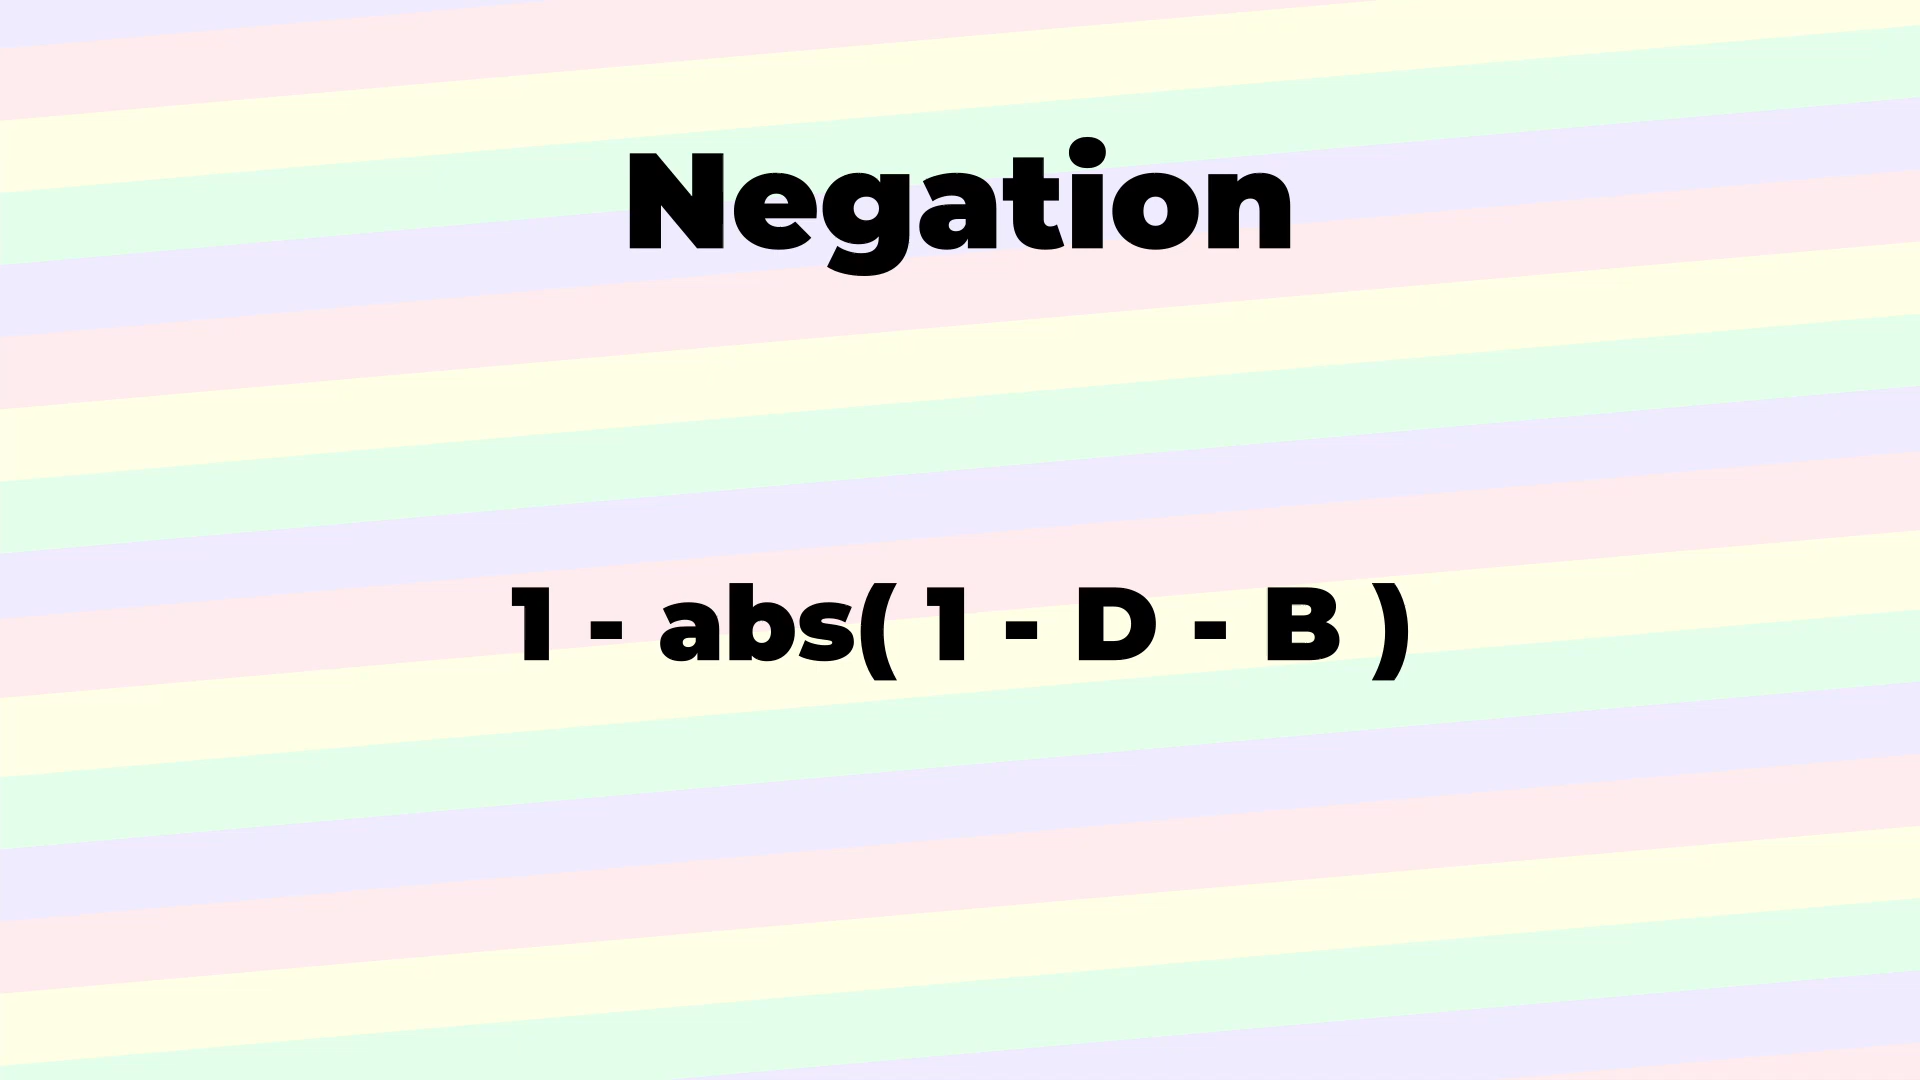 Negation
1 - abs( 1 - D - B )